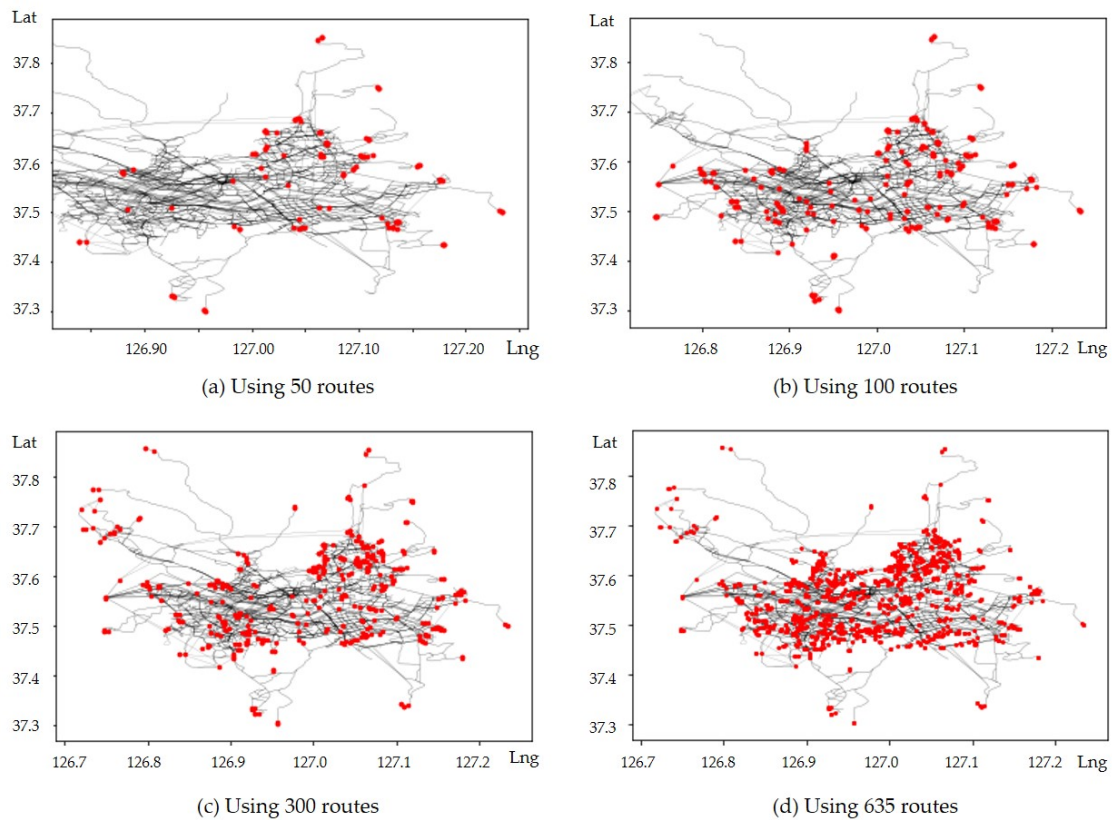 Lat
37.8
37.7
37.6
37.5
37.4
37.3
126.90 127.00 127.10 127.20 Lng
(a) Using 50 routes
Lat
37.8
37.7
37.6
37.5
37.4
37.3
126.8 126.9 127.0 127.1 127.2 Lng
(b) Using 100 routes
Lat
37.8
37.7
37.6
37.5
37.4
37.3
126.7 126.8 126.9 127.0 127.1 127.2 Lng
(c) Using 300 routes
Lat
37.8
37.7
37.6
37.5
37.4
37.3
126.7 126.8 126.9 127.0 127.1 127.2 Lng
(d) Using 635 routes